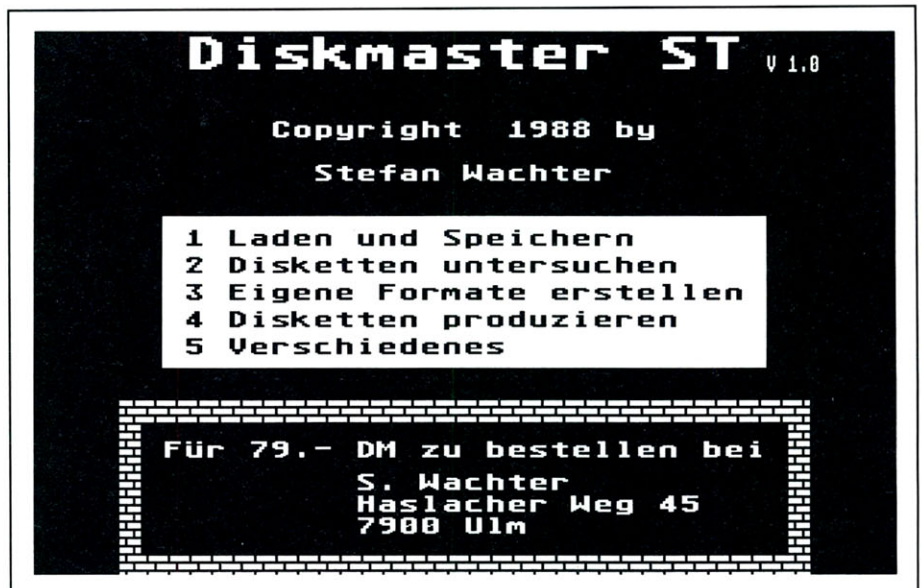 Diskmaster ST V 1.0
Copyright 1988 by
Stefan Wachter
1 Laden und Speichern
2 Disketten untersuchen
3 Eigene Formate erstellen
4 Disketten produzieren
5 Verschiedenes
Für 79.- DM zu bestellen bei
S. Wachter
Haslacher Weg 45
7900 Ulm